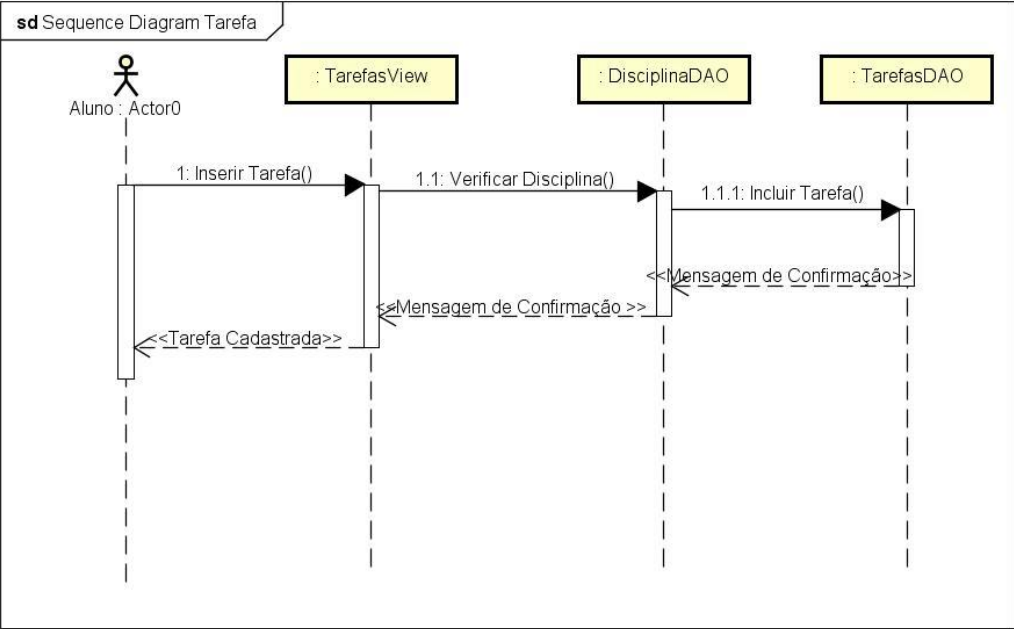 sd Sequence Diagram Tarefa
Aluno : Actor0
: TarefasView
: DisciplinaDAO
: TarefasDAO
1: Inserir Tarefa()
1.1: Verificar Disciplina()
1.1.1: Incluir Tarefa()
<<Mensagem de Confirmação>>
<<Mensagem de Confirmação >>
<<Tarefa Cadastrada>>